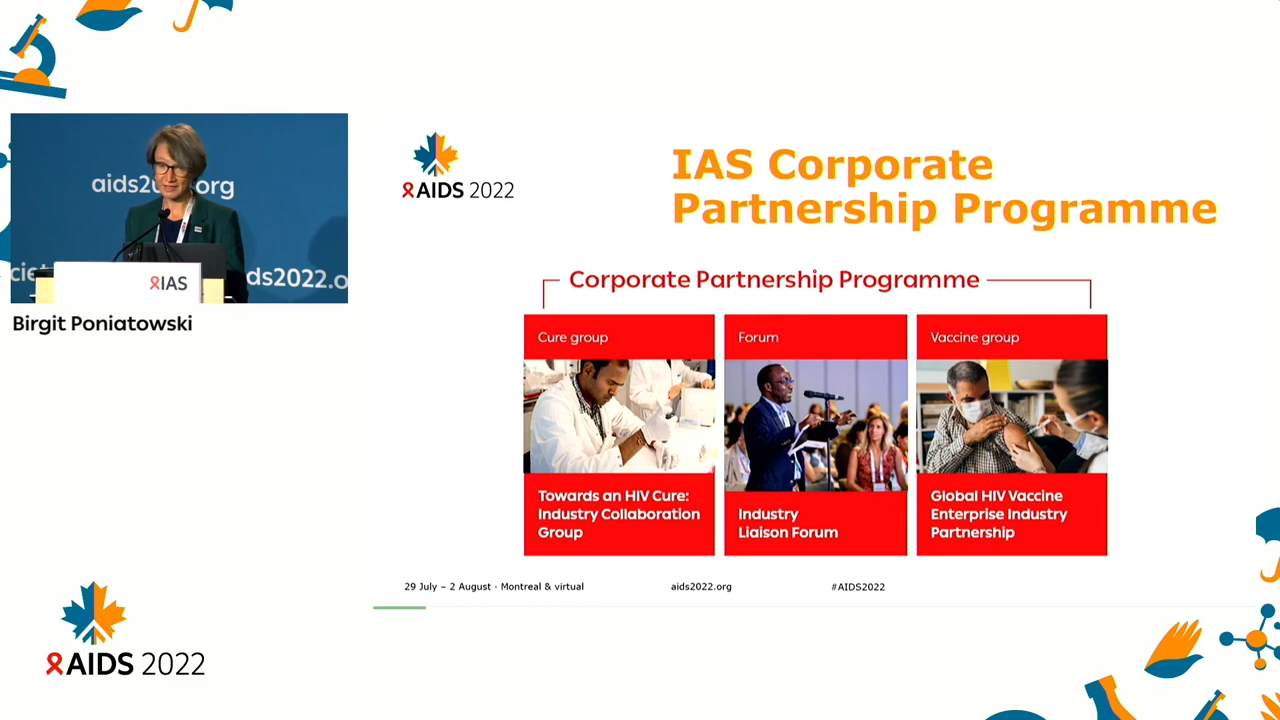 aids2 org
ds2022.o
IAS
Birgit Poniatowski
AIDS 2022
IAS Corporate
Partnership Programme
Corporate Partnership Programme
Cure group
Towards an HIV Cure:
Industry Collaboration
Group
Forum
Industry
Liaison Forum
Vaccine group
Global HIV Vaccine
Enterprise Industry
Partnership
29 July – 2 August · Montreal & virtual
aids2022.org
#AIDS2022
AIDS 2022